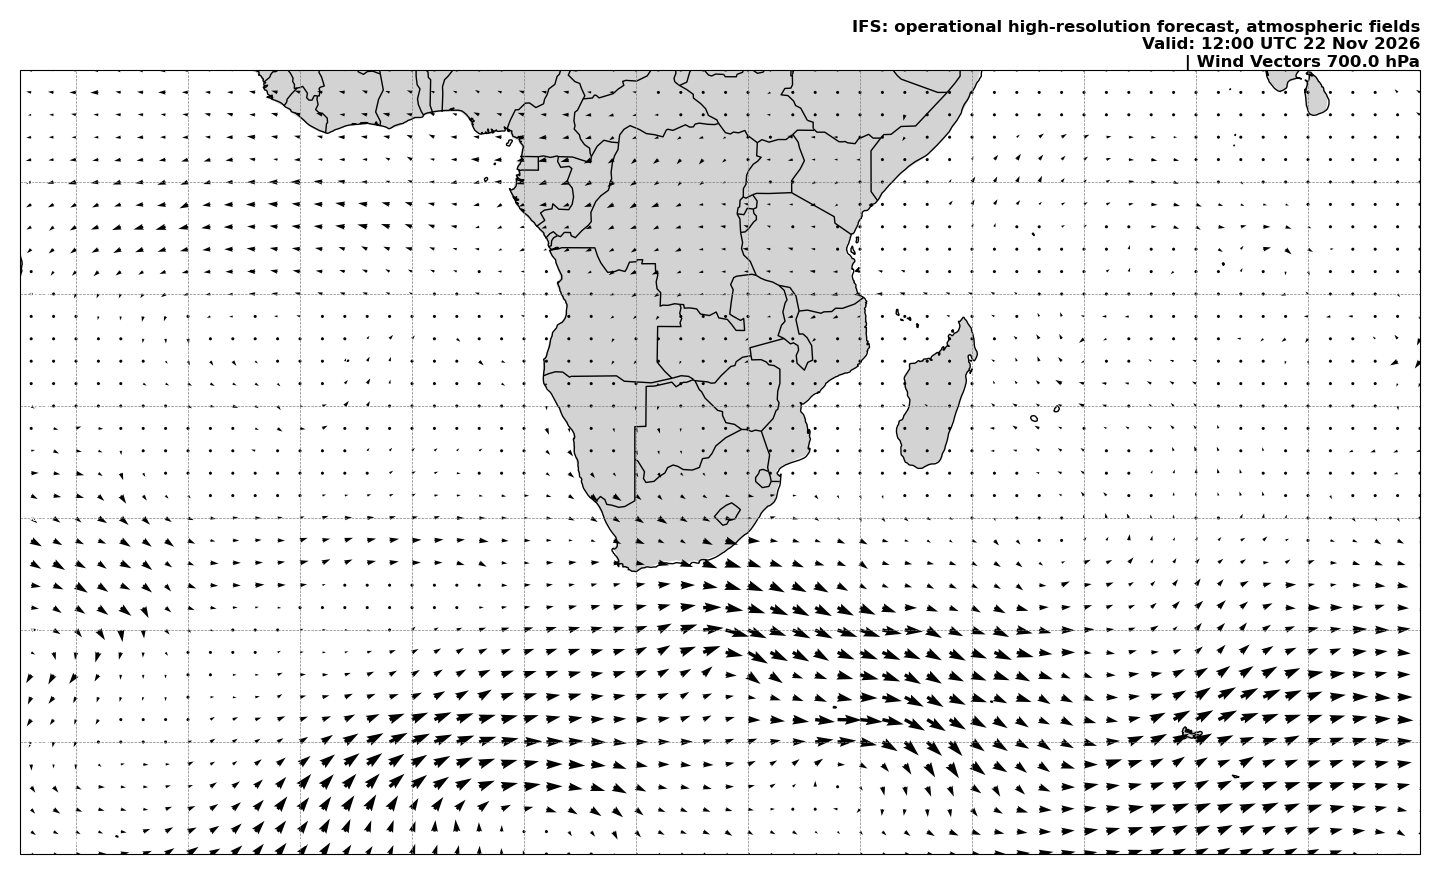 IFS: operational high-resolution forecast, atmospheric fields
Valid: 12:00 UTC 22 Nov 2026
| Wind Vectors 700.0 hPa